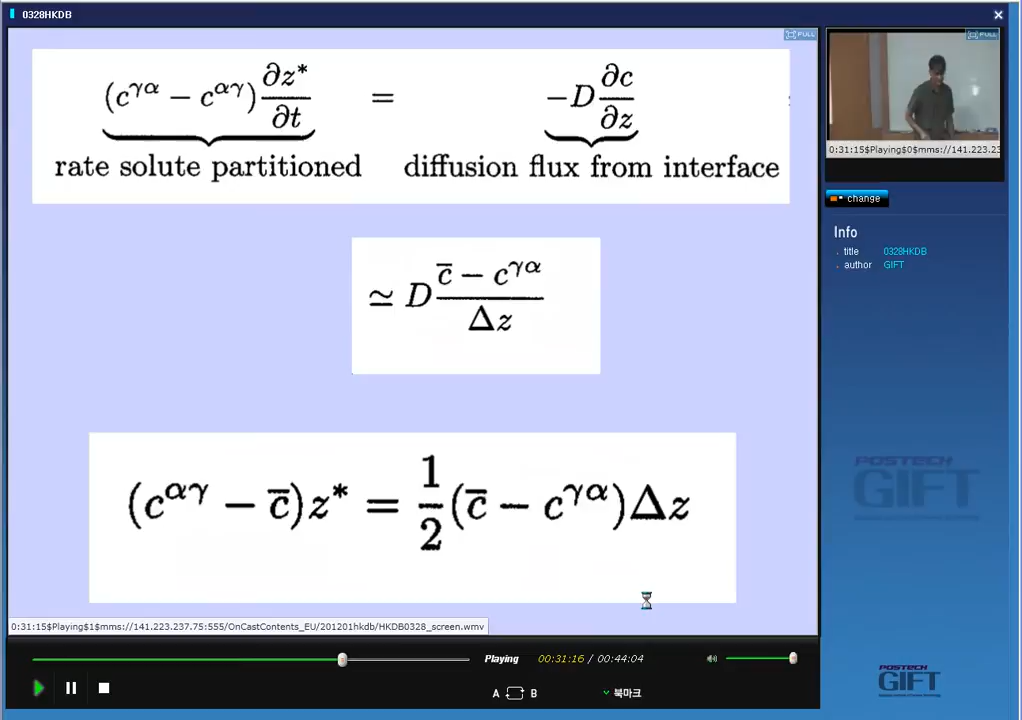 0328HKDB
FULL
FULL
(c^{γα} − c^{αγ}) ∂z*/∂t = −D ∂c/∂z
rate solute partitioned diffusion flux from interface
≃ D (c̄ − c^{γα})/Δz
(c^{αγ} − c̄)z* = 1/2 (c̄ − c^{γα})Δz
0:31:15$Playing$0$mms://141.223.23
change
Info
. title 0328HKDB
. author GIFT
POSTECH
GIFT
0:31:15$Playing$1$mms://141.223.237.75:555/OnCastContents_EU/201201hkdb/HKDB0328_screen.wmv
Playing 00:31:16 / 00:44:04
A B 북마크
POSTECH
GIFT